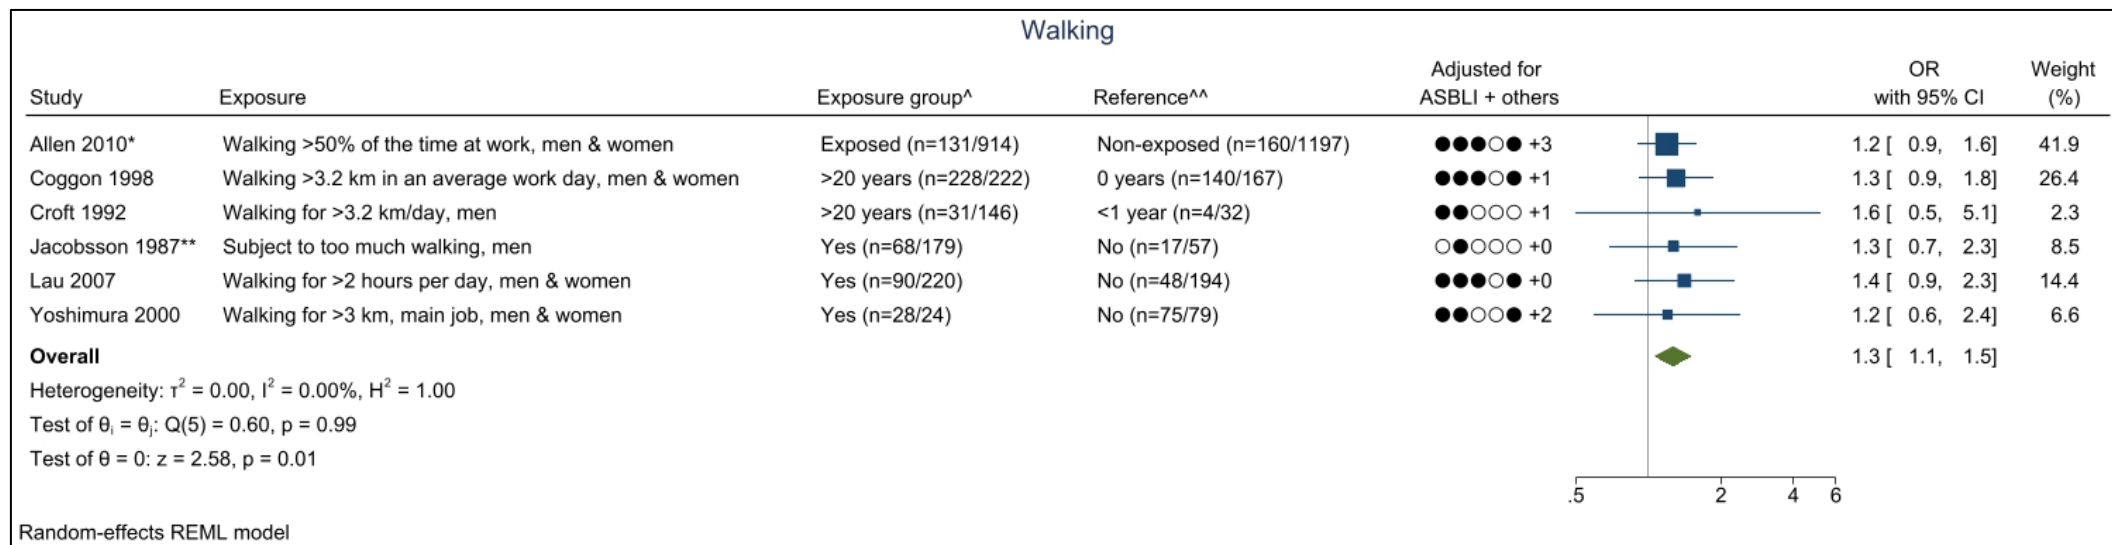 Walking
Adjusted for OR Weight
Study Exposure Exposure group^ Reference^^ ASBLI + others with 95% CI (%)
Allen 2010* Walking >50% of the time at work, men & women Exposed (n=131/914) Non-exposed (n=160/1197) ●●●○● +3 1.2 [ 0.9, 1.6] 41.9
Coggon 1998 Walking >3.2 km in an average work day, men & women >20 years (n=228/222) 0 years (n=140/167) ●●●○● +1 1.3 [ 0.9, 1.8] 26.4
Croft 1992 Walking for >3.2 km/day, men >20 years (n=31/146) <1 year (n=4/32) ●●○○○ +1 1.6 [ 0.5, 5.1] 2.3
Jacobsson 1987** Subject to too much walking, men Yes (n=68/179) No (n=17/57) ○●○○○ +0 1.3 [ 0.7, 2.3] 8.5
Lau 2007 Walking for >2 hours per day, men & women Yes (n=90/220) No (n=48/194) ●●●○● +0 1.4 [ 0.9, 2.3] 14.4
Yoshimura 2000 Walking for >3 km, main job, men & women Yes (n=28/24) No (n=75/79) ●●○○● +2 1.2 [ 0.6, 2.4] 6.6
Overall 1.3 [ 1.1, 1.5]
Heterogeneity: τ² = 0.00, I² = 0.00%, H² = 1.00
Test of θᵢ = θⱼ: Q(5) = 0.60, p = 0.99
Test of θ = 0: z = 2.58, p = 0.01
.5 2 4 6
Random-effects REML model